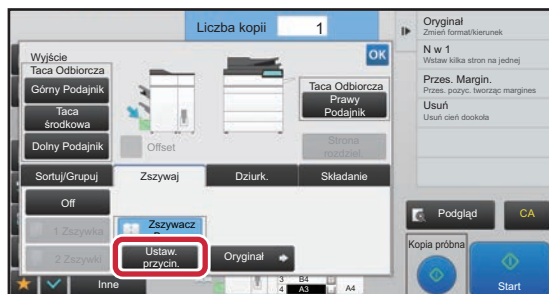 Liczba kopii 1
Wyjście
OK
Taca Odbiorcza
Górny Podajnik
Taca
środkowa
Dolny Podajnik
Offset
Taca Odbiorcza
Prawy
Podajnik
Strona
rozdziel.
Sortuj/Grupuj
Zszywaj
Dziurk.
Składanie
Off
1 Zszywka
2 Zszywki
Zszywacz
Ustaw.
przycin.
Oryginał
Inne
3 B4
4 A3
A4
Oryginał
Zmień format/kierunek
N w 1
Wstaw kilka stron na jednej
Przes. Margin.
Przes. pozyc. tworząc margines
Usuń
Usuń cień dookoła
Podgląd
CA
Kopia próbna
Start